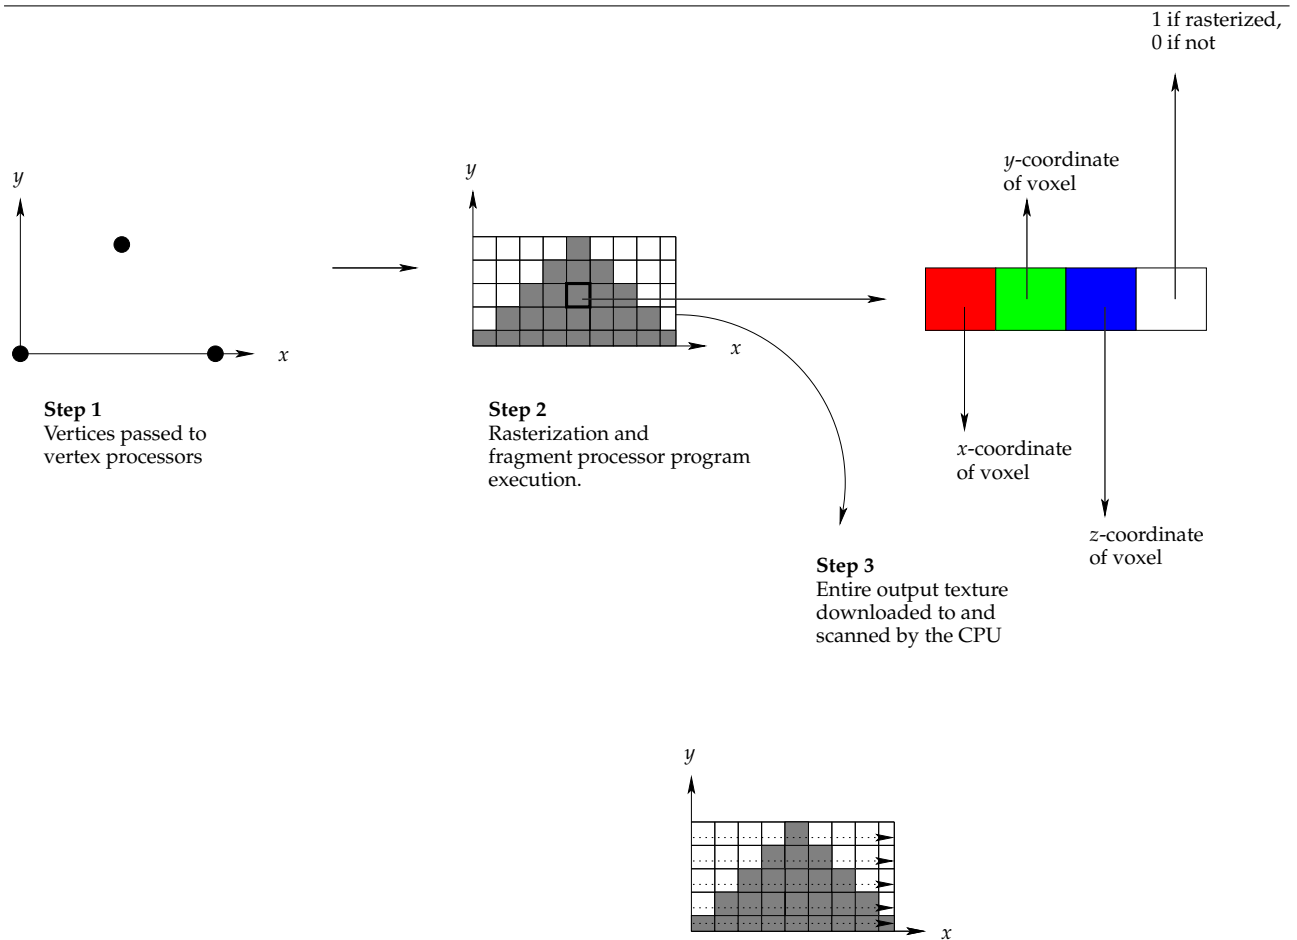 1 if rasterized,
0 if not
y-coordinate
of voxel
y
x
Step 1
Vertices passed to
vertex processors
y
x
Step 2
Rasterization and
fragment processor program
execution.
x-coordinate
of voxel
z-coordinate
of voxel
Step 3
Entire output texture
downloaded to and
scanned by the CPU
y
x